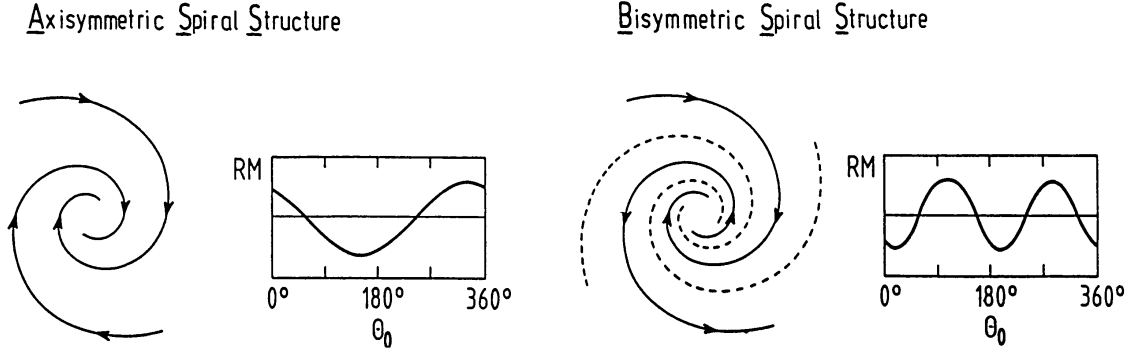 Axisymmetric Spiral Structure
RM
0° 180° 360°
Θ₀
Bisymmetric Spiral Structure
RM
0° 180° 360°
Θ₀